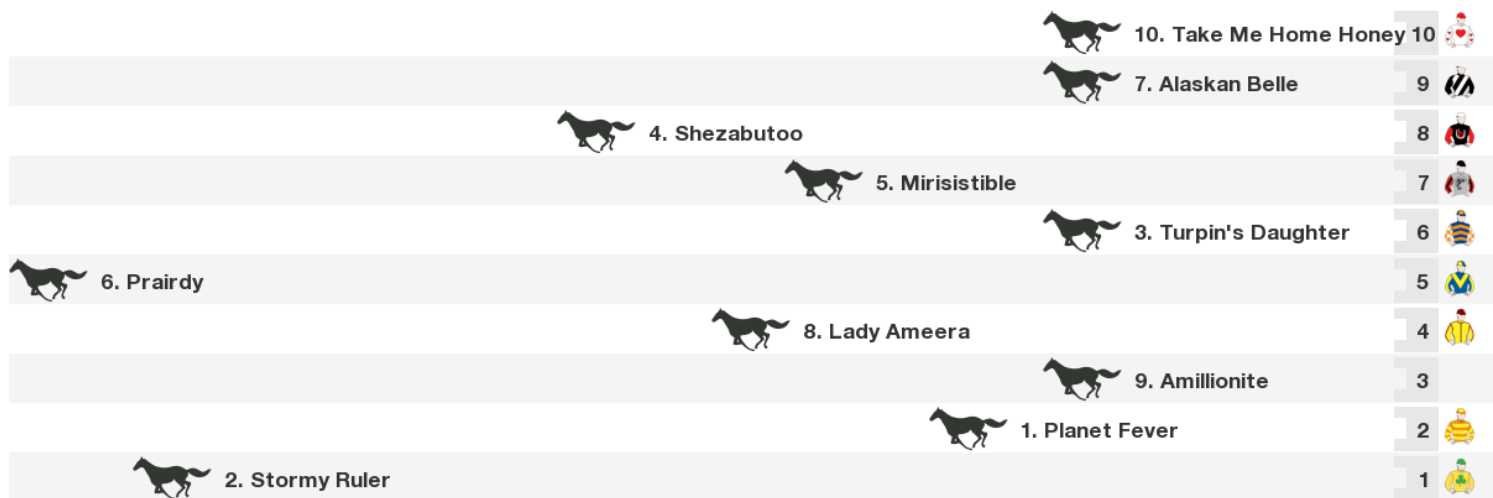 10. Take Me Home Honey 10
7. Alaskan Belle 9
4. Shezabutoo 8
5. Mirisistible 7
3. Turpin's Daughter 6
6. Prairdy 5
8. Lady Ameera 4
9. Amillionite 3
1. Planet Fever 2
2. Stormy Ruler 1